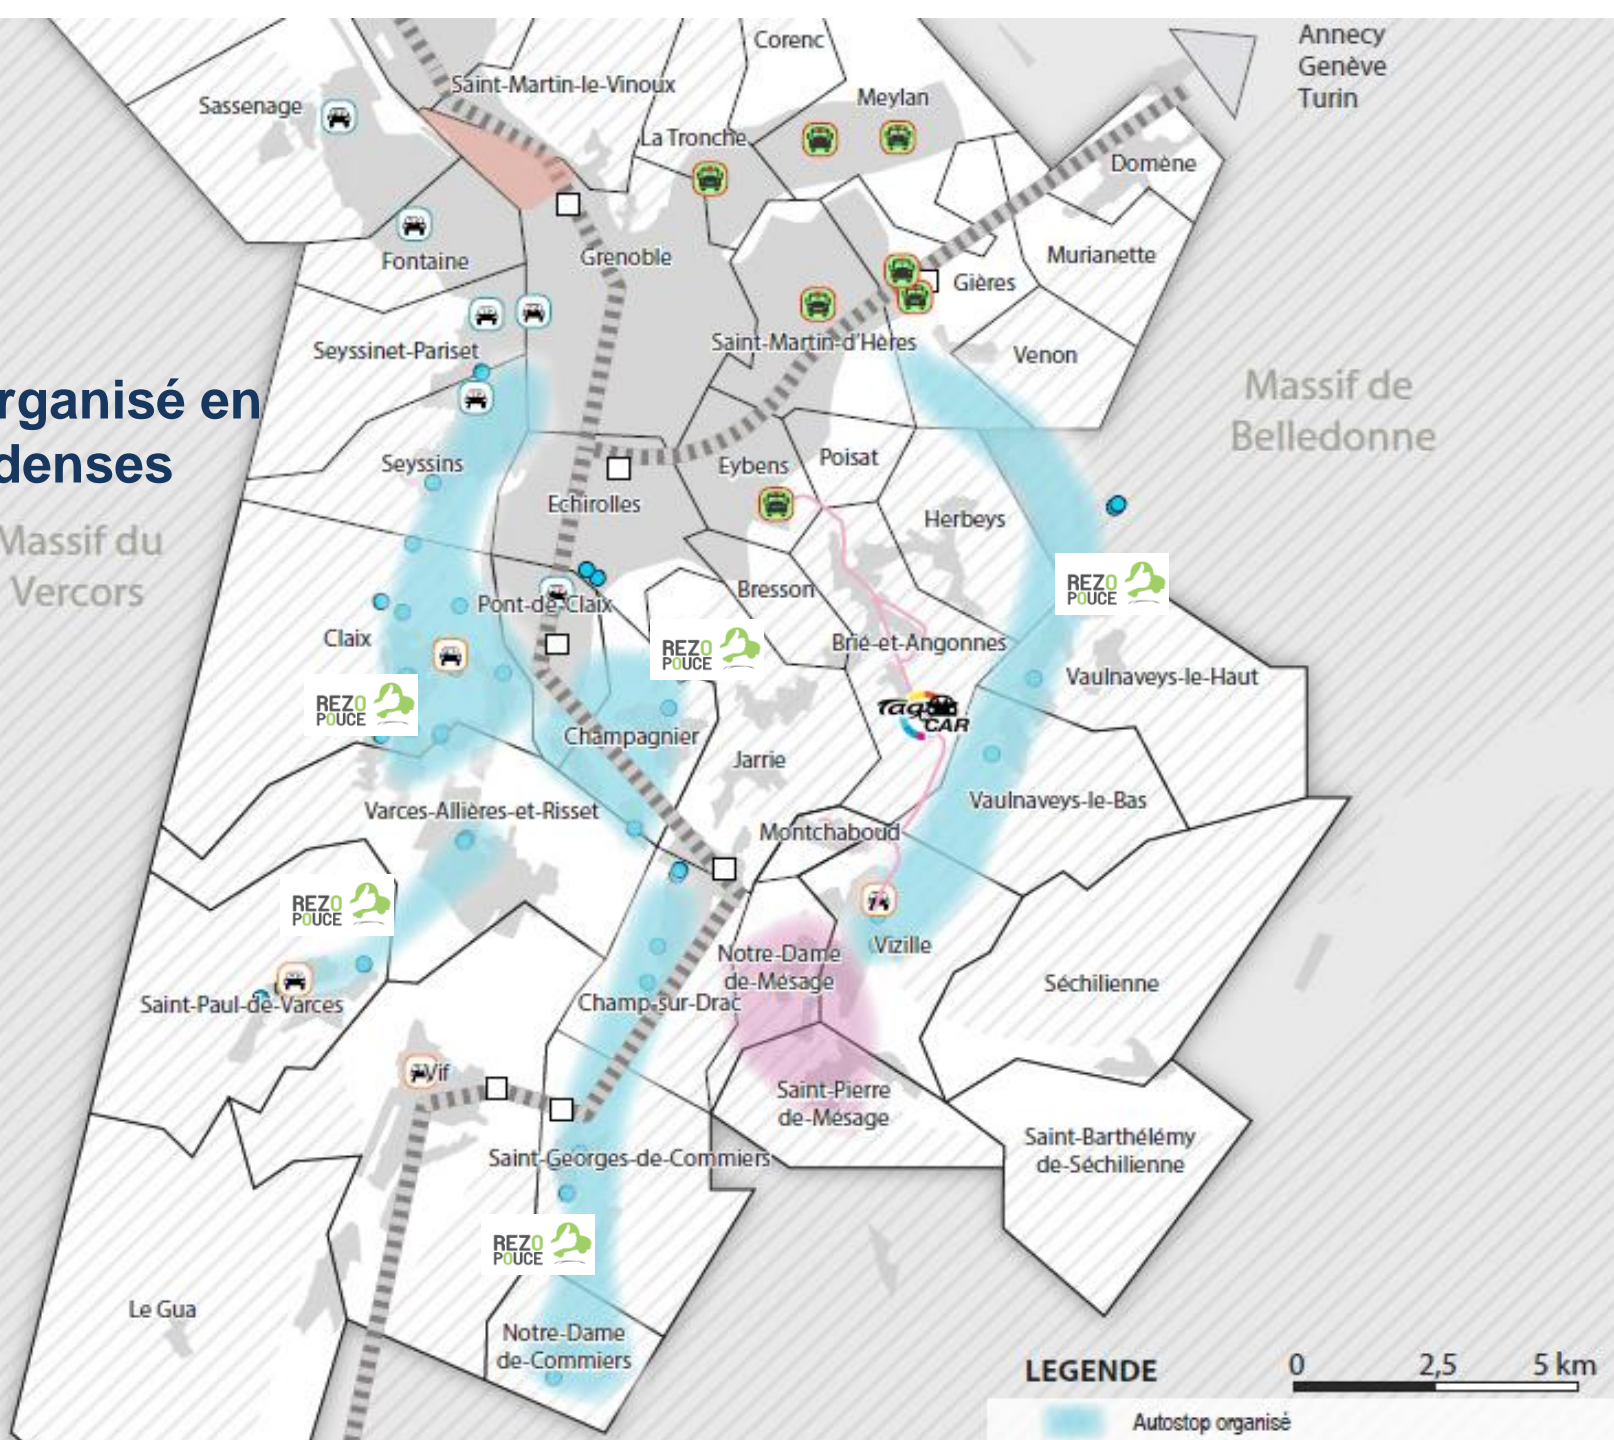 Annecy
Genève
Turin
Corenc
Saint-Martin-le-Vinoux
Meylan
Sassenage
La Tronche
Domène
Fontaine
Grenoble
Murianette
Gières
Seyssinet-Pariset
Saint-Martin-d'Hères
Venon
rganisé en
denses
Massif de
Belledonne
Seyssins
Eybens
Poisat
Echirolles
Herbeys
Massif du
Vercors
Bresson
REZO
POUCE
Pont-de-Claix
Claix
REZO
POUCE
Brié-et-Angonnes
Vaulnaveys-le-Haut
REZO
POUCE
tag
CAR
Champagnier
Jarrie
Varces-Allières-et-Risset
Vaulnaveys-le-Bas
Montchaboud
REZO
POUCE
Vizille
Notre-Dame
de-Mésage
Saint-Paul-de-Varces
Champ-sur-Drac
Séchilienne
Vif
Saint-Pierre
de-Mésage
Saint-Georges-de-Commiers
Saint-Barthélémy
de-Séchilienne
REZO
POUCE
Le Gua
Notre-Dame
de-Commiers
LEGENDE
0 2,5 5 km
Autostop organisé